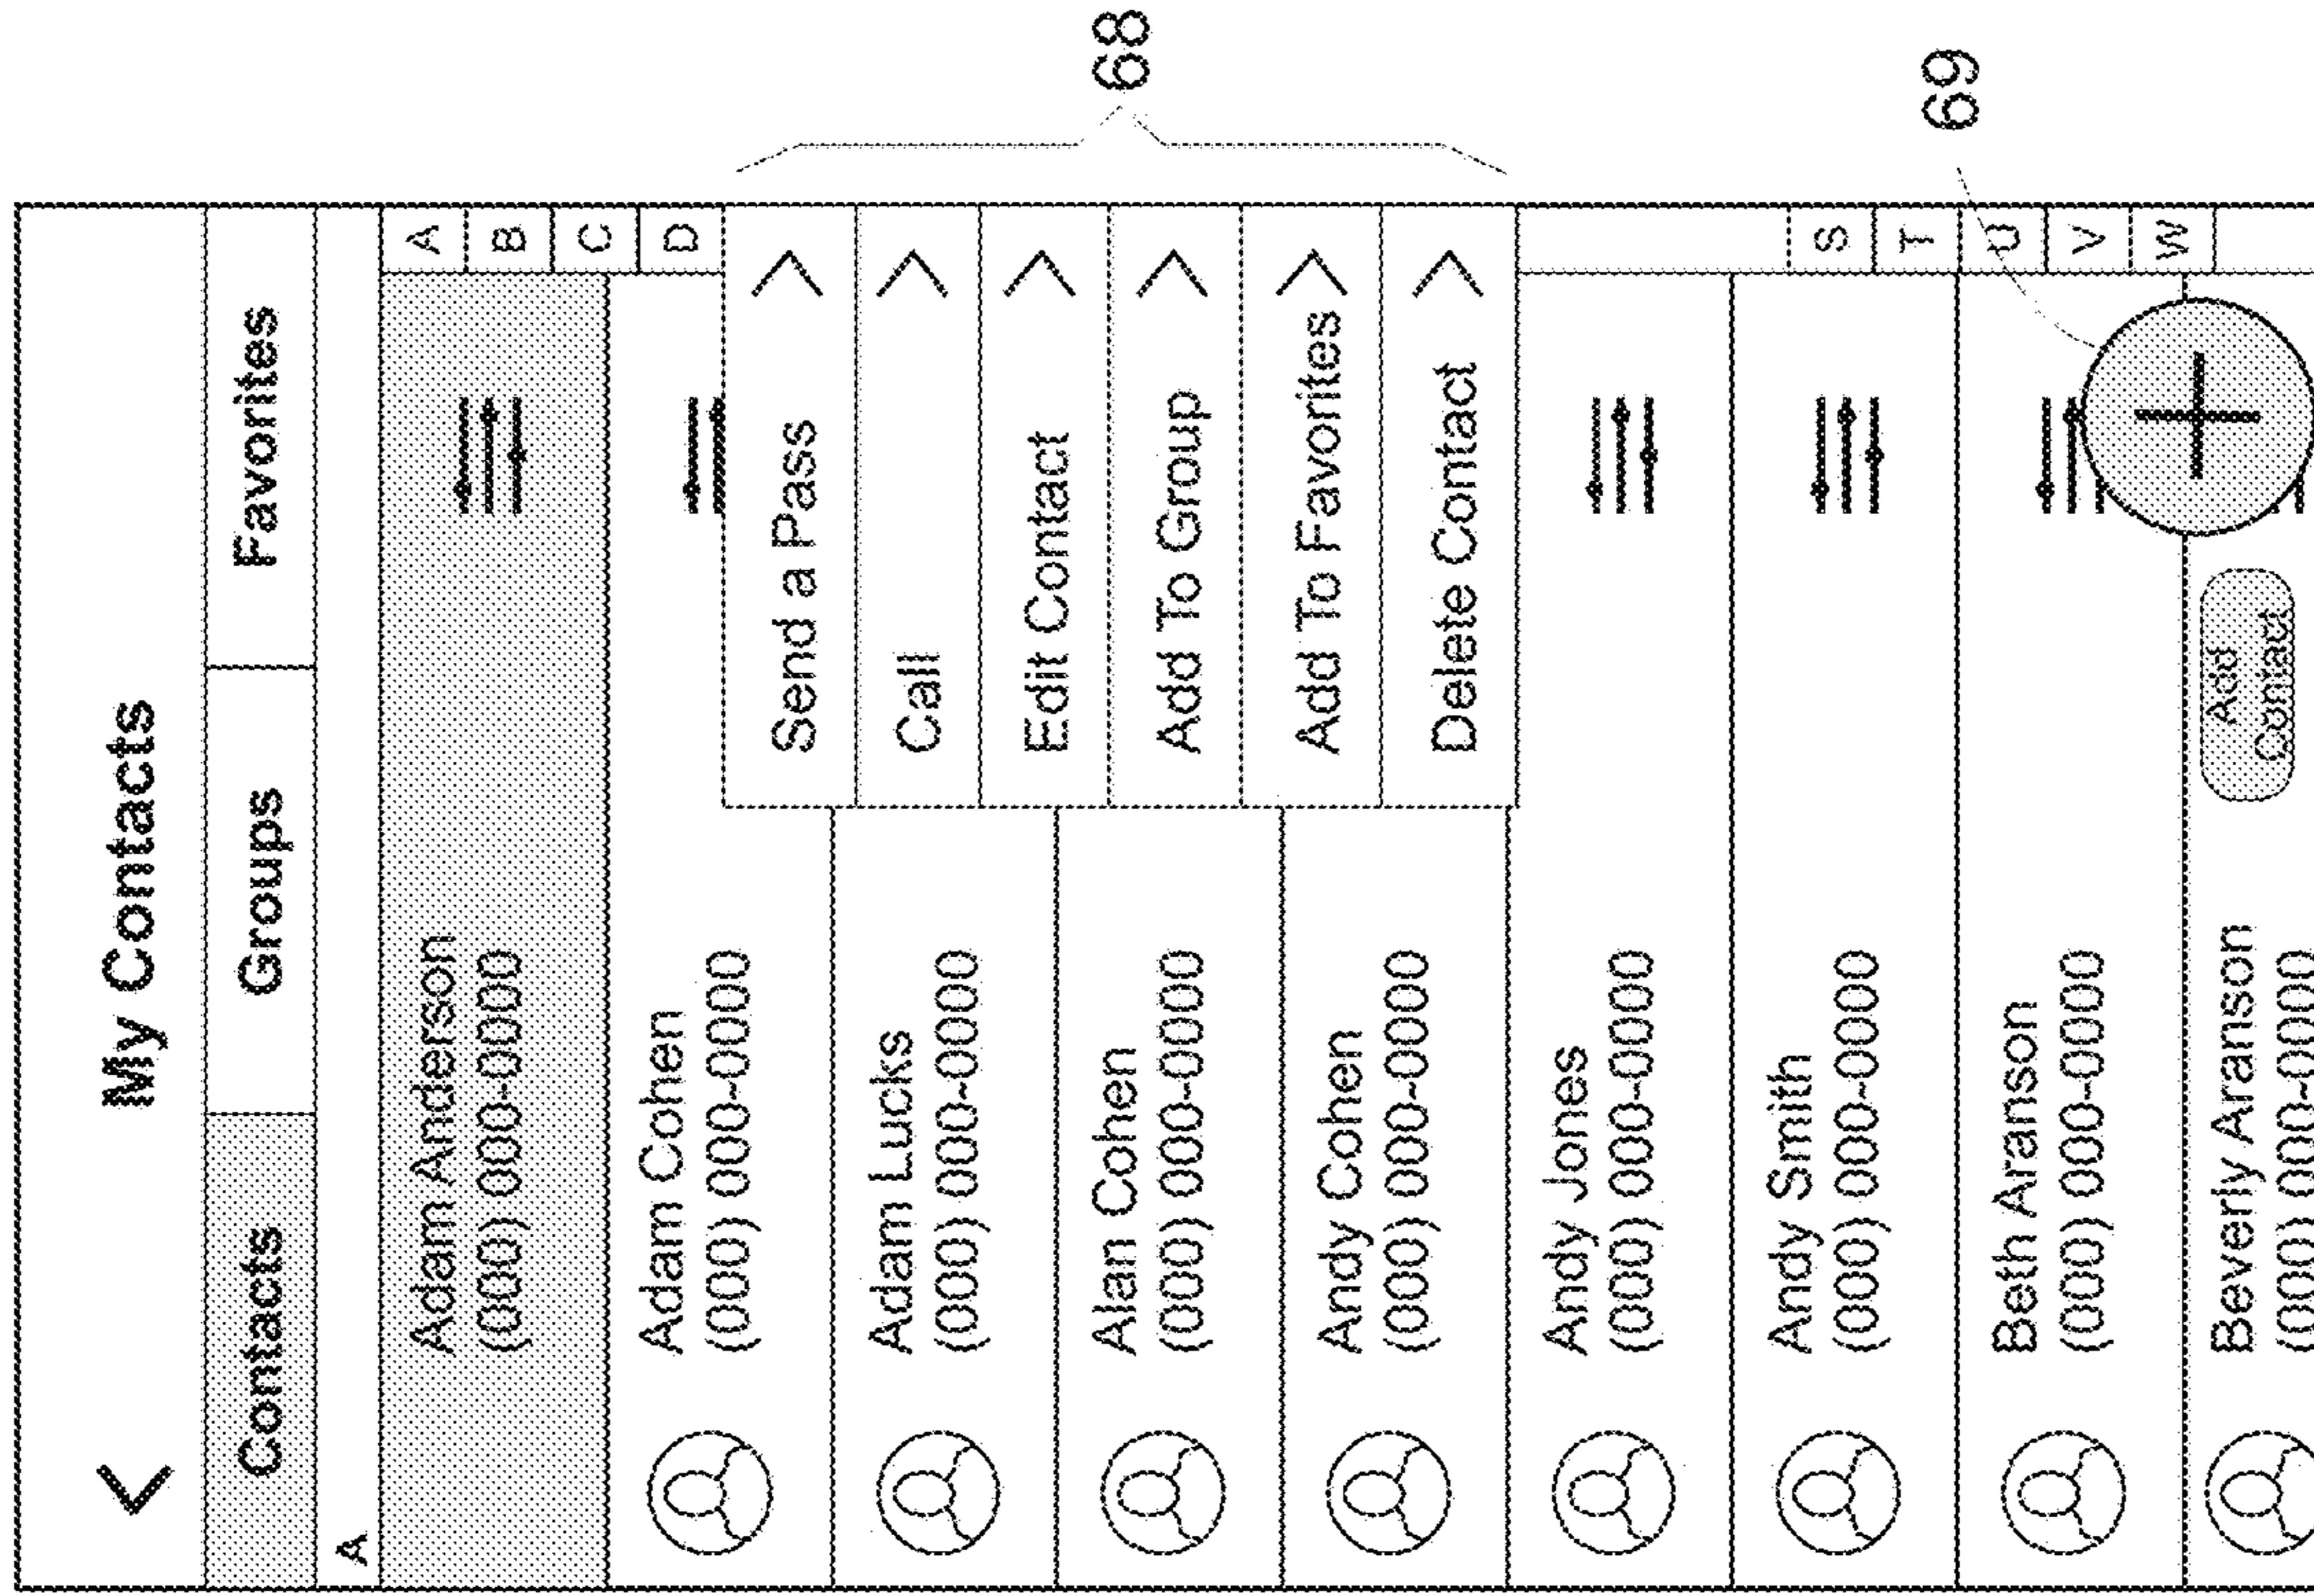 My Contacts
Contacts
Groups
Favorites
A
Adam Anderson
(000) 000-0000
Adam Cohen
(000) 000-0000
Adam Lucks
(000) 000-0000
Alan Cohen
(000) 000-0000
Andy Cohen
(000) 000-0000
Andy Jones
(000) 000-0000
Andy Smith
(000) 000-0000
Beth Aranson
(000) 000-0000
Beverly Aranson
(000) 000-0000
A
B
C
D
Send a Pass
Call
Edit Contact
Add To Group
Add To Favorites
Delete Contact
S
T
U
V
W
Add
Contact
68
69